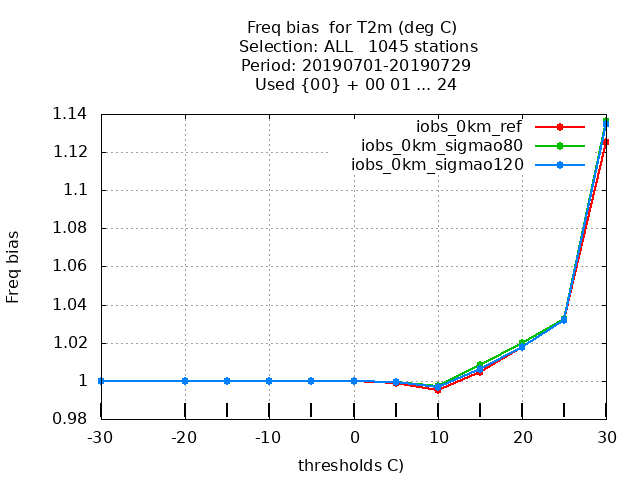 Freq bias  for T2m (deg C)
Selection: ALL   1045 stations
Period: 20190701-20190729
Used {00} + 00 01 ... 24
iobs_0km_ref
iobs_0km_sigmao80
iobs_0km_sigmao120
1.14
1.12
1.1
1.08
1.06
1.04
1.02
1
0.98
Freq bias
-30
-20
-10
0
10
20
30
thresholds C)